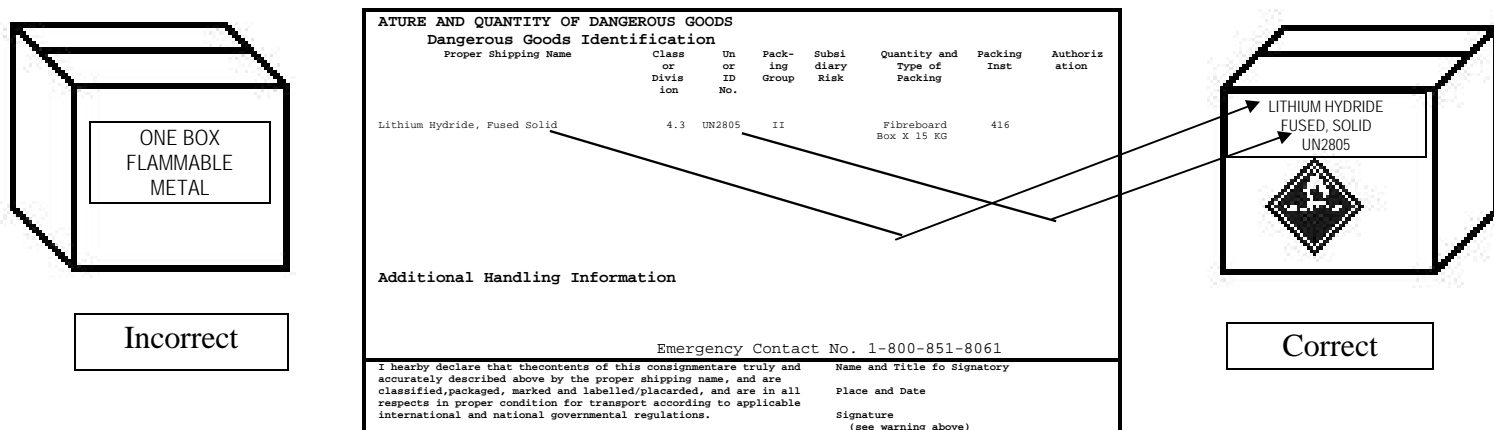 ONE BOX
FLAMMABLE
METAL
Incorrect
ATURE AND QUANTITY OF DANGEROUS GOODS
Dangerous Goods Identification
Proper Shipping Name Class Un Pack- Subsi Quantity and Packing Authoriz
or or ing diary Type of Inst ation
Divis ID Group Risk Packing
ion No.
Lithium Hydride, Fused Solid 4.3 UN2805 II Fibreboard 416
Box X 15 KG
Additional Handling Information
Emergency Contact No. 1-800-851-8061
I hearby declare that thecontents of this consignmentare truly and
accurately described above by the proper shipping name, and are
classified,packaged, marked and labelled/placarded, and are in all
respects in proper condition for transport according to applicable
international and national governmental regulations.
Name and Title fo Signatory
Place and Date
Signature
(see warning above)
LITHIUM HYDRIDE
FUSED, SOLID
UN2805
Correct